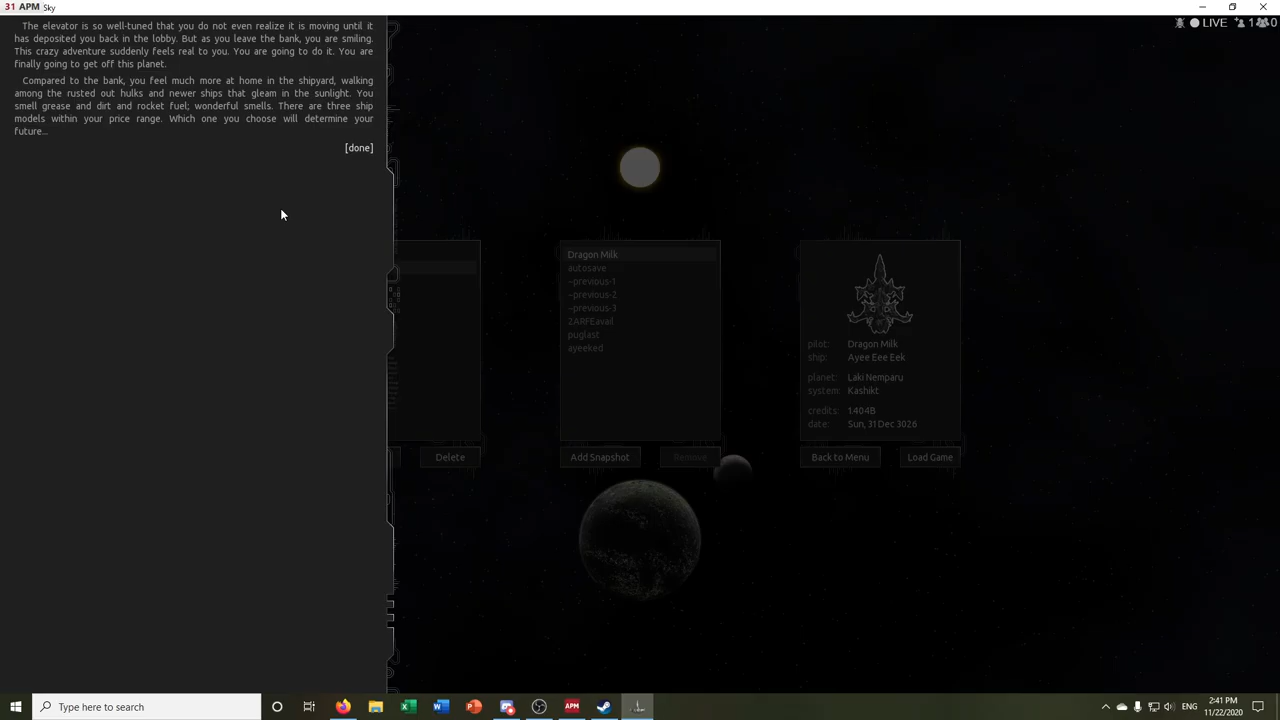 31 APM Sky
LIVE 1 0
The elevator is so well-tuned that you do not even realize it is moving until it
has deposited you back in the lobby. But as you leave the bank, you are smiling.
This crazy adventure suddenly feels real to you. You are going to do it. You are
finally going to get off this planet.
Compared to the bank, you feel much more at home in the shipyard, walking
among the rusted out hulks and newer ships that gleam in the sunlight. You
smell grease and dirt and rocket fuel; wonderful smells. There are three ship
models within your price range. Which one you choose will determine your
future...
[done]
Dragon Milk
autosave
~previous-1
~previous-2
~previous-3
ZARFEavail
puglast
ayeeked
pilot: Dragon Milk
ship: Ayee Eee Eek
planet: Laki Nemparu
system: Kashikt
credits: 1.404B
date: Sun, 31 Dec 3026
Delete
Add Snapshot
Remove
Back to Menu
Load Game
Type here to search
APM
ENG
2:41 PM
11/22/2020